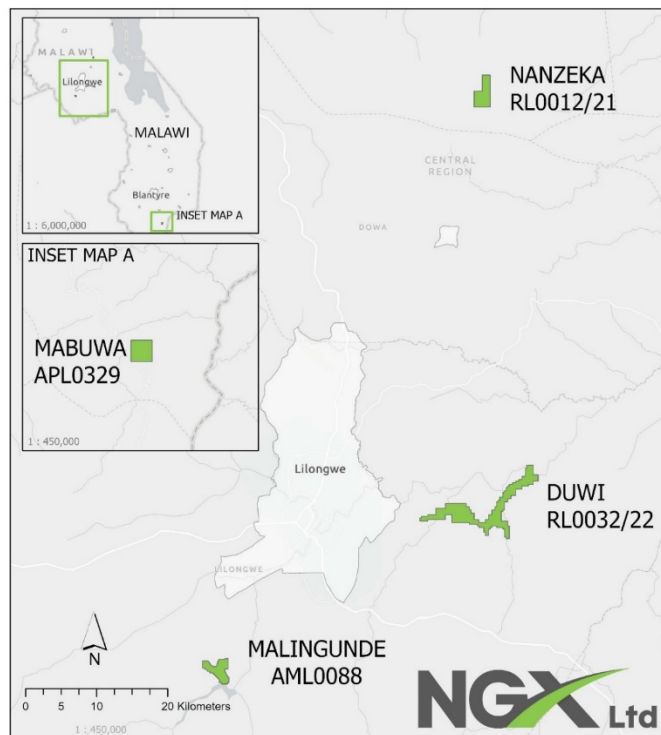 MALAWI
Lilongwe
MALAWI
Blantyre
INSET MAP A
1 : 6,000,000
INSET MAP A
MABUWA
APL0329
1 : 450,000
NANZEKA
RL0012/21
CENTRAL
REGION
DOWA
Lilongwe
DUWI
RL0032/22
LILONGWE
MALINGUNDE
AML0088
N
0 5 10 20 Kilometers
1 : 450,000
NGX Ltd